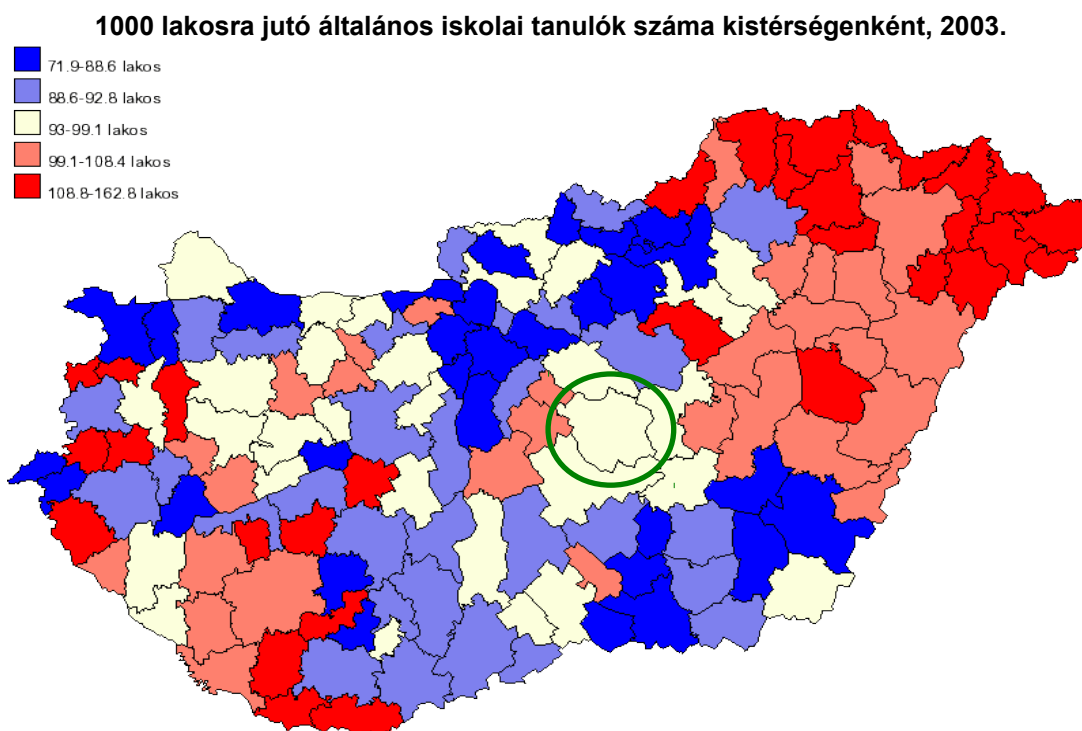 1000 lakosra jutó általános iskolai tanulók száma kistérségenként, 2003.
71.9-88.6 lakos
88.6-92.8 lakos
93-99.1 lakos
99.1-108.4 lakos
108.8-162.8 lakos